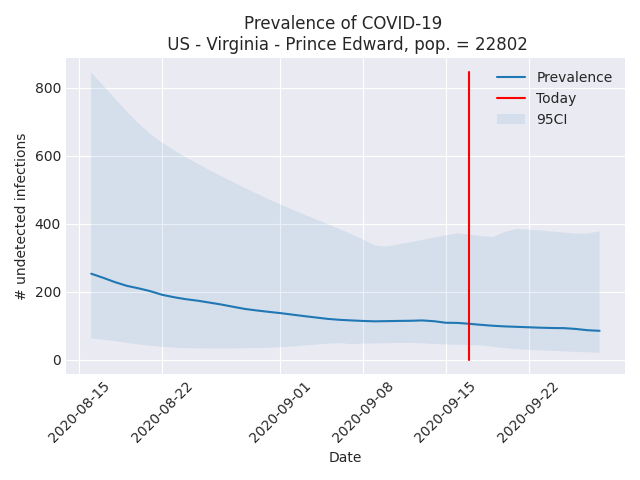 Prevalence of COVID-19
US - Virginia - Prince Edward, pop. = 22802
Prevalence
Today
95CI
# undetected infections
800
600
400
200
0
2020-08-15
2020-08-22
2020-09-01
2020-09-08
2020-09-15
2020-09-22
Date